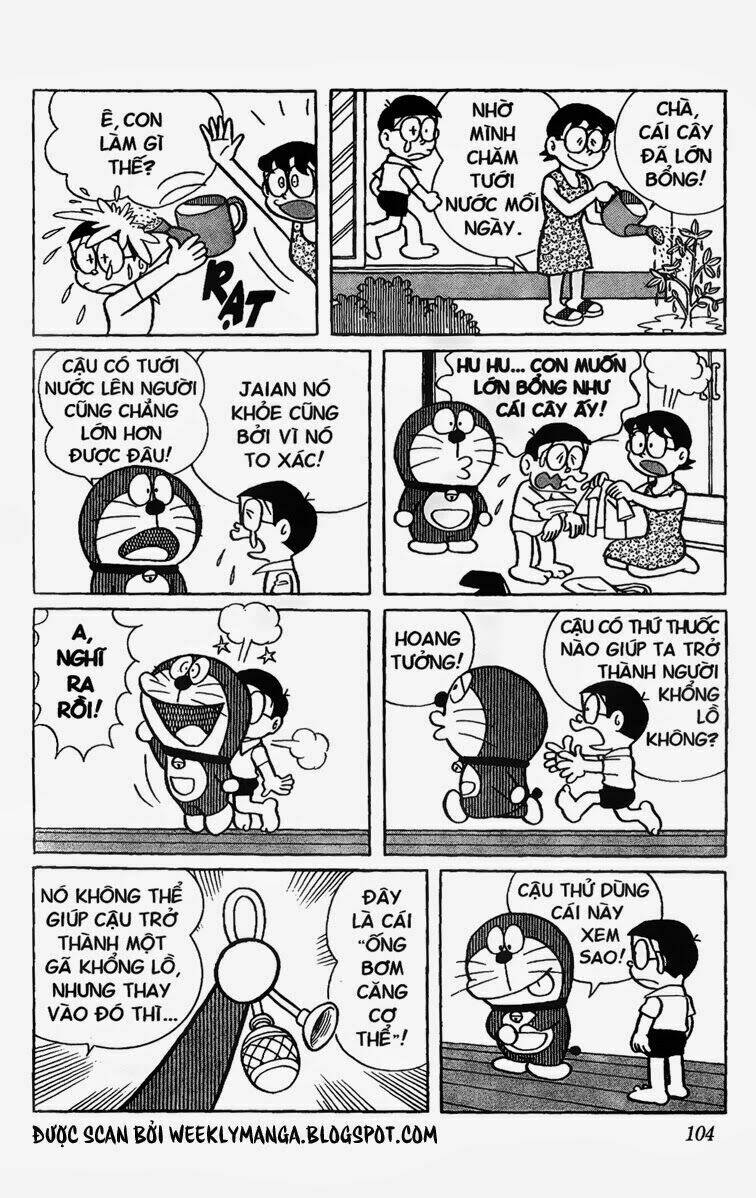 CHÀ,
CÁI CÂY
ĐÃ LỚN
BỔNG!
NHỜ
MÌNH
CHĂM
TƯỚI
NƯỚC MỖI
NGÀY.
Ê, CON
LÀM GÌ
THẾ?
RẠT
HU HU... CON MUỐN
LỚN BỔNG NHƯ
CÁI CÂY ẤY!
JAIAN NÓ
KHỎE CŨNG
BỞI VÌ NÓ
TO XÁC!
CẬU CÓ TƯỚI
NƯỚC LÊN NGƯỜI
CŨNG CHẲNG
LỚN HƠN
ĐƯỢC ĐÂU!
CẬU CÓ THỨ THUỐC
NÀO GIÚP TA TRỞ
THÀNH NGƯỜI
KHỔNG
LỒ
KHÔNG?
HOANG
TƯỞNG!
A,
NGHĨ
RA
RỒI!
CẬU THỬ DÙNG
CÁI NÀY
XEM
SAO!
ĐÂY
LÀ CÁI
“ỐNG
BƠM
CĂNG
CƠ
THỂ”!
NÓ KHÔNG THỂ
GIÚP CẬU TRỞ
THÀNH MỘT
GÃ KHỔNG LỒ,
NHƯNG THAY
VÀO ĐÓ THÌ...
ĐƯỢC SCAN BỞI WEEKLYMANGA.BLOGSPOT.COM
104